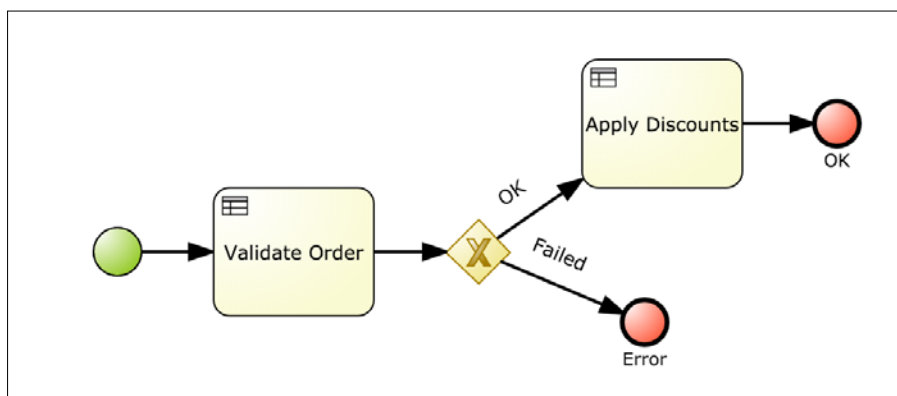 Validate Order
OK
Failed
Apply Discounts
OK
Error